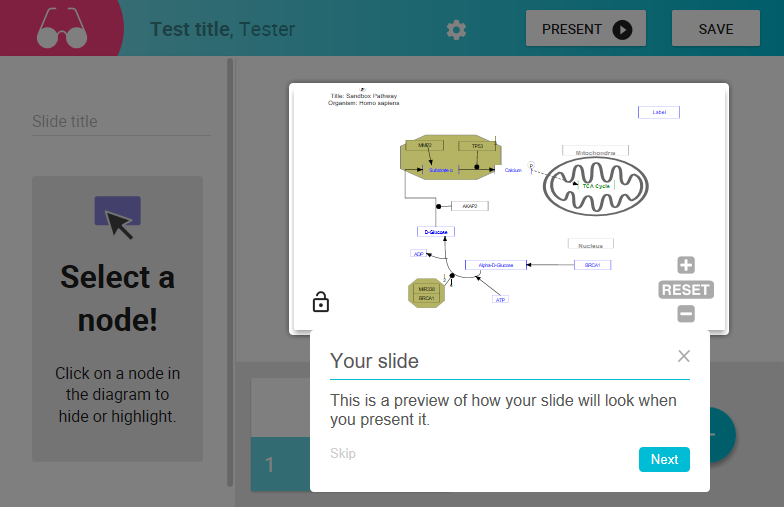 Test title, Tester
PRESENT
SAVE
Slide title
Select a
node!
Click on a node in
the diagram to
hide or highlight.
Title: Sandbox Pathway
Organism: Homo sapiens
Label
MMP2
TP53
Mitochondria
Substrate
Calcium
P
TCA Cycle
AKAP2
D-Glucose
Nucleus
ADP
Alpha-D-Glucose
BRCA1
MIR33B
BRCA1
ATP
RESET
Your slide
This is a preview of how your slide will look when
you present it.
Skip
Next
1